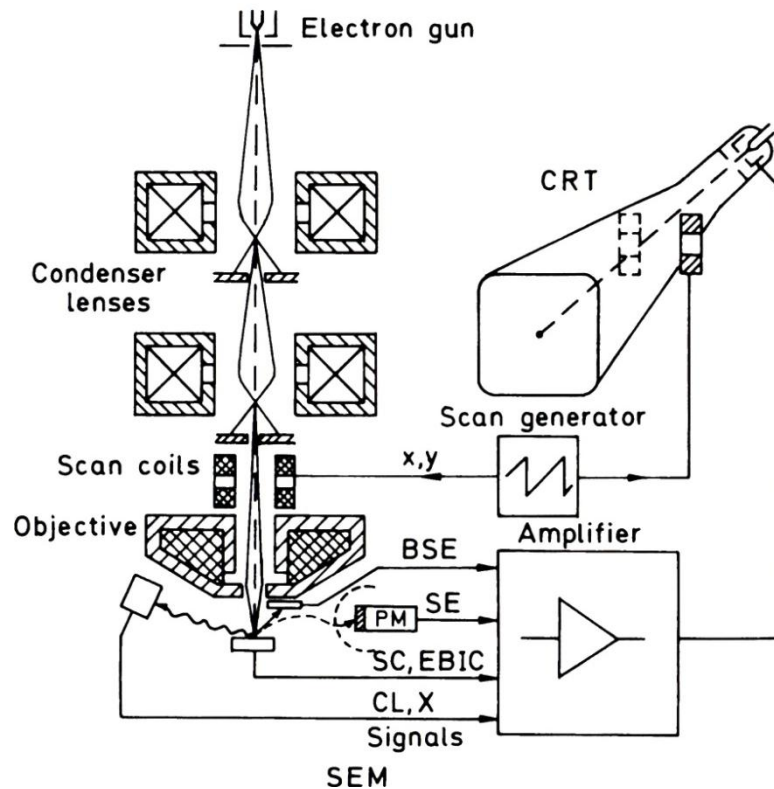 Electron gun
CRT
Condenser
lenses
Scan generator
Scan coils
x,y
Objective
Amplifier
BSE
SE
PM
SC, EBIC
CL, X
Signals
SEM